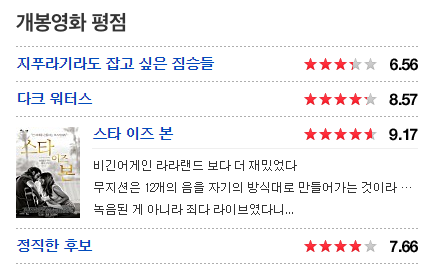 개봉영화 평점
지푸라기라도 잡고 싶은 짐승들 6.56
다크 워터스 8.57
스타 이즈 본 9.17
스타
이즈
본
비긴어게인 라라랜드 보다 더 재밌었다
무지션은 12개의 음을 자기의 방식대로 만들어가는 것이라 …
녹음된 게 아니라 죄다 라이브였다니...
정직한 후보 7.66